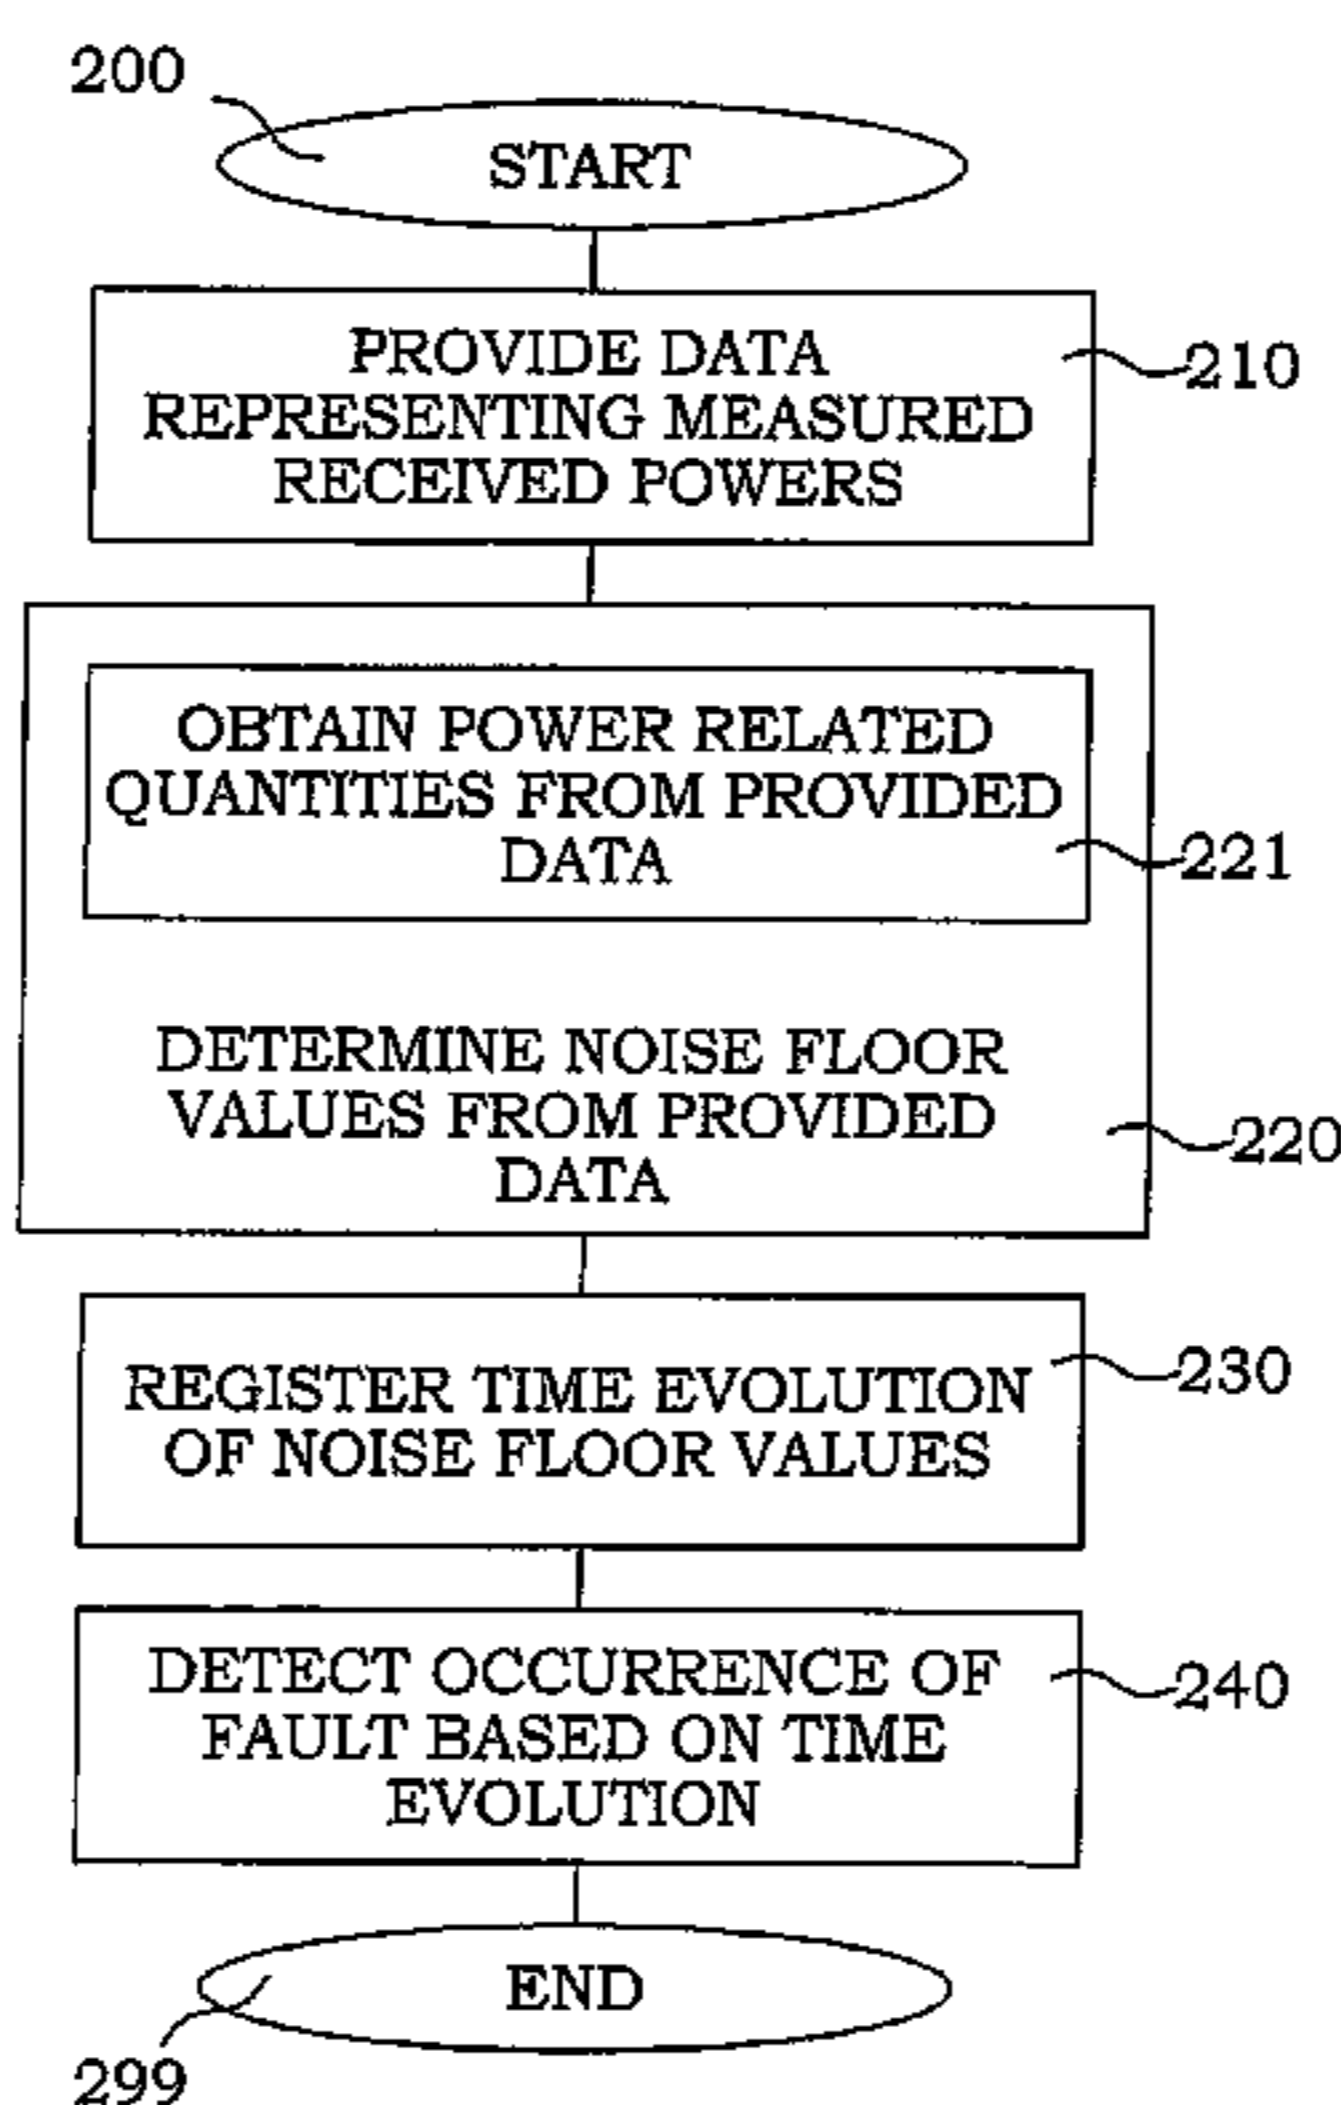 200
START
PROVIDE DATA
REPRESENTING MEASURED
RECEIVED POWERS
210
OBTAIN POWER RELATED
QUANTITIES FROM PROVIDED
DATA
221
DETERMINE NOISE FLOOR
VALUES FROM PROVIDED
DATA
220
REGISTER TIME EVOLUTION
OF NOISE FLOOR VALUES
230
DETECT OCCURRENCE OF
FAULT BASED ON TIME
EVOLUTION
240
END
299